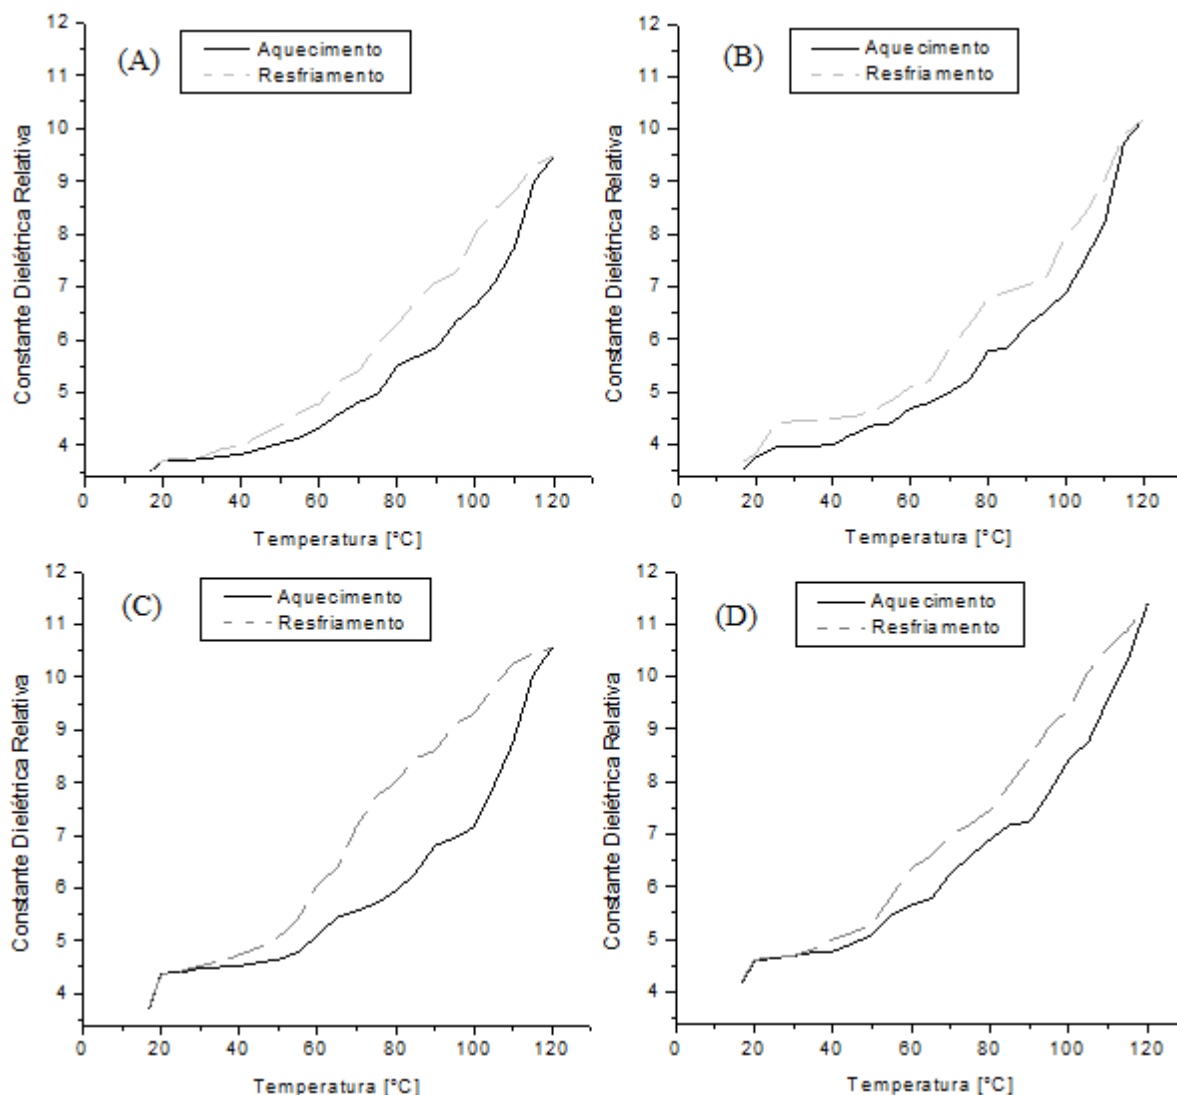 12
11
10
9
8
7
6
5
4
Constante Dielétrica Relativa
(A)
Aquecimento
Resfriamento
0 20 40 60 80 100 120
Temperatura [°C]
12
11
10
9
8
7
6
5
4
Constante Dielétrica Relativa
(B)
Aquecimento
Resfriamento
0 20 40 60 80 100 120
Temperatura [°C]
12
11
10
9
8
7
6
5
4
Constante Dielétrica Relativa
(C)
Aquecimento
Resfriamento
0 20 40 60 80 100 120
Temperatura [°C]
12
11
10
9
8
7
6
5
4
Constante Dielétrica Relativa
(D)
Aquecimento
Resfriamento
0 20 40 60 80 100 120
Temperatura [°C]